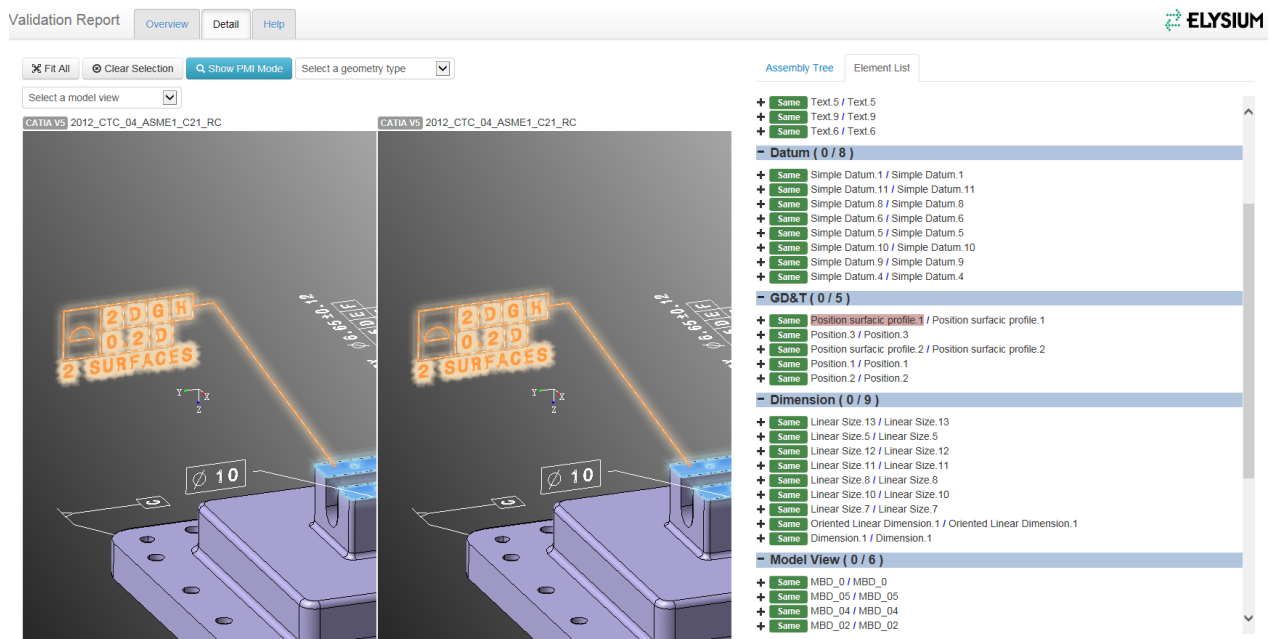 Validation Report
Overview
Detail
Help
ELYSIUM
Fit All
Clear Selection
Show PMI Mode
Select a geometry type
Select a model view
CATIA V5 2012_CTC_04_ASME1_C21_RC
CATIA V5 2012_CTC_04_ASME1_C21_RC
2 D G H
0 2 D
2 SURFACES
Y X
Z
∅ 10
G
2 D G H
0 2 D
2 SURFACES
Y X
Z
∅ 10
G
Assembly Tree
Element List
Same Text.5 / Text.5
Same Text.9 / Text.9
Same Text.6 / Text.6
Datum ( 0 / 8 )
Same Simple Datum.1 / Simple Datum.1
Same Simple Datum.11 / Simple Datum.11
Same Simple Datum.8 / Simple Datum.8
Same Simple Datum.6 / Simple Datum.6
Same Simple Datum.5 / Simple Datum.5
Same Simple Datum.10 / Simple Datum.10
Same Simple Datum.9 / Simple Datum.9
Same Simple Datum.4 / Simple Datum.4
GD&T ( 0 / 5 )
Same Position surfacic profile.1 / Position surfacic profile.1
Same Position.3 / Position.3
Same Position surfacic profile.2 / Position surfacic profile.2
Same Position.1 / Position.1
Same Position.2 / Position.2
Dimension ( 0 / 9 )
Same Linear Size.13 / Linear Size.13
Same Linear Size.5 / Linear Size.5
Same Linear Size.12 / Linear Size.12
Same Linear Size.11 / Linear Size.11
Same Linear Size.8 / Linear Size.8
Same Linear Size.10 / Linear Size.10
Same Linear Size.7 / Linear Size.7
Same Oriented Linear Dimension.1 / Oriented Linear Dimension.1
Same Dimension.1 / Dimension.1
Model View ( 0 / 6 )
Same MBD_0 / MBD_0
Same MBD_05 / MBD_05
Same MBD_04 / MBD_04
Same MBD_02 / MBD_02